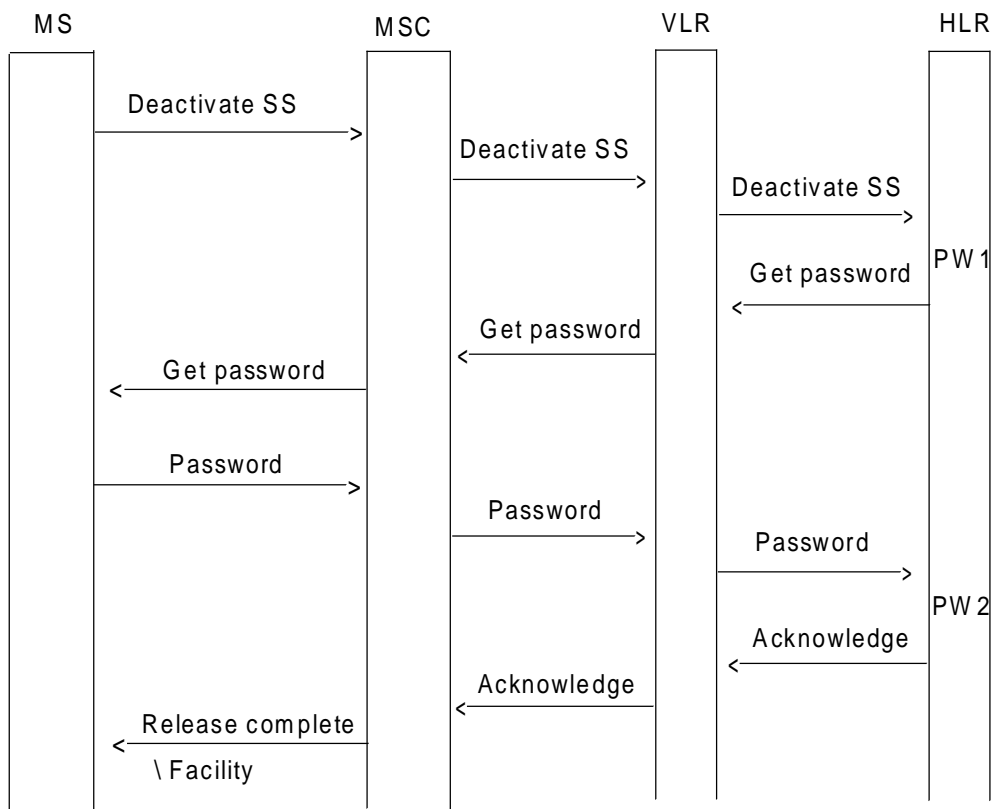 MS
MSC
VLR
HLR
Deactivate SS
Deactivate SS
Deactivate SS
PW1
Get password
Get password
Get password
Password
Password
Password
PW2
Acknowledge
Acknowledge
Release complete
\ Facility